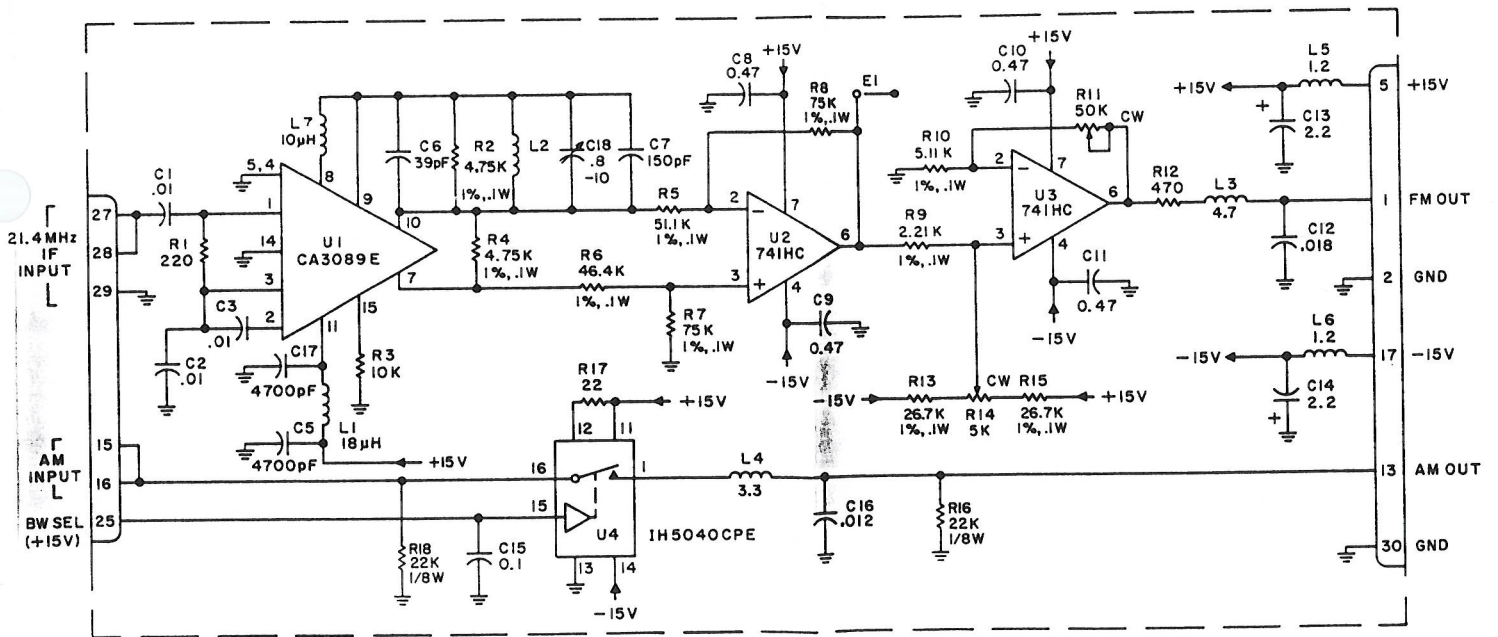 C8
0.47
+15V
R8
75K
1%,.1W
E1
C10
0.47
+15V
R11
50K
CW
L5
1.2
+15V
5
+15V
+
C13
2.2
L7
10µH
C6
39pF
R2
4.75K
1%,.1W
L2
C18
.8
-10
C7
150pF
5,4
8
9
10
7
R10
5.11K
1%,.1W
2
7
U3
741HC
6
3
4
R12
470
L3
4.7
1
FM OUT
C12
.018
2
GND
C1
.01
27
21.4MHz
IF
INPUT
28
29
R1
220
1
14
3
2
U1
CA3089E
15
11
R4
4.75K
1%,.1W
R5
51.1K
1%,.1W
R6
46.4K
1%,.1W
R7
75K
1%,.1W
2
7
U2
741HC
6
3
4
R9
2.21K
1%,.1W
C11
0.47
-15V
C9
0.47
-15V
C3
.01
C2
.01
C17
4700pF
R3
10K
L1
18µH
C5
4700pF
+15V
L6
1.2
-15V
17
-15V
C14
2.2
+
-15V
R13
26.7K
1%,.1W
CW
R14
5K
R15
26.7K
1%,.1W
+15V
R17
22
+15V
12
11
15
AM
INPUT
16
16
1
L4
3.3
13
AM OUT
BW SEL
(+15V)
25
15
U4
IH5040CPE
C16
.012
R16
22K
1/8W
R18
22K
1/8W
C15
0.1
13
14
-15V
30
GND